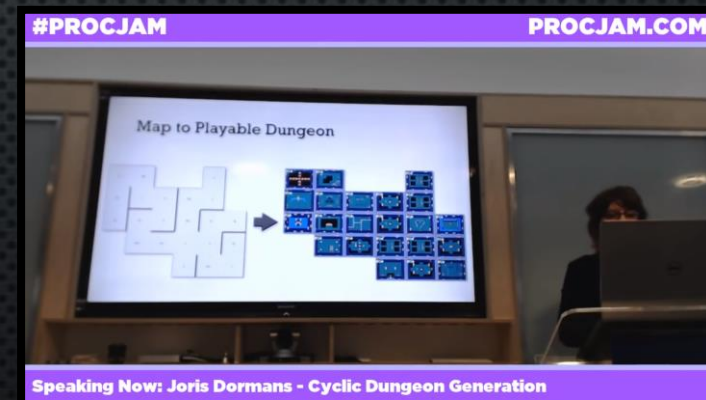 #PROCJAM
PROCJAM.COM
Map to Playable Dungeon
Speaking Now: Joris Dormans - Cyclic Dungeon Generation